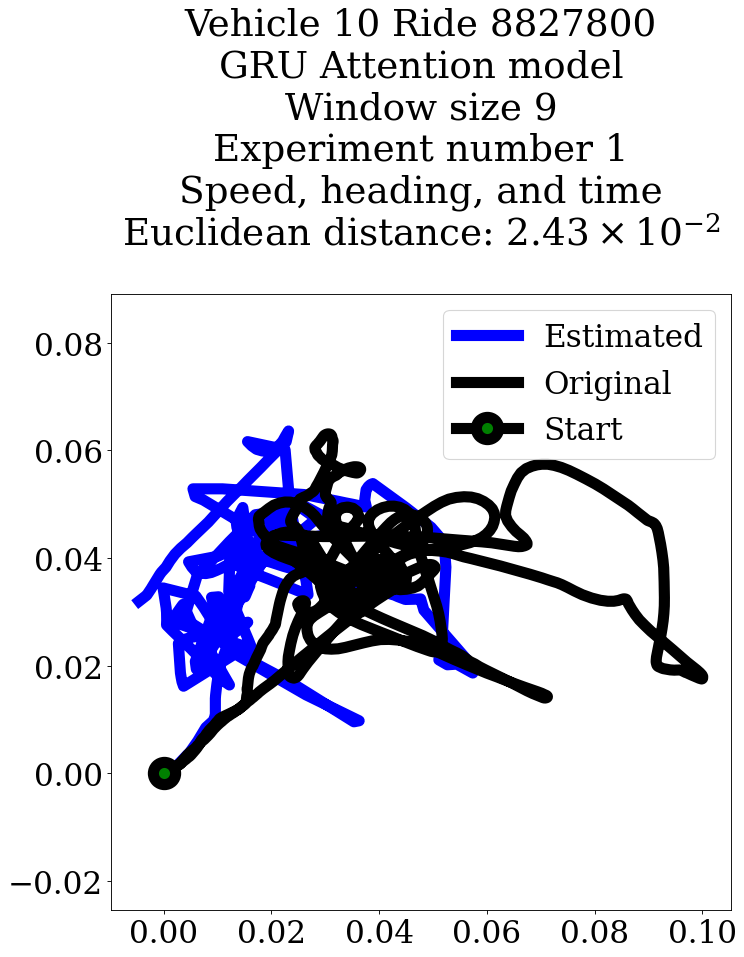 Vehicle 10 Ride 8827800
GRU Attention model
Window size 9
Experiment number 1
Speed, heading, and time
Euclidean distance: 2.43 × 10⁻²
Estimated
Original
Start
0.08
0.06
0.04
0.02
0.00
−0.02
0.00 0.02 0.04 0.06 0.08 0.10